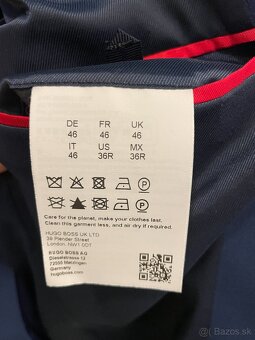 DE FR UK
46 46 46
IT US MX
46 36R 36R
Care for the planet, make your clothes last.
Clean this garment less, and air dry if required.
HUGO BOSS UK LTD
39 Plender Street
London, NW1 0DT
HUGO BOSS AG
Dieselstrasse 12
72555 Metzingen
Germany
hugoboss.com
© bazos.sk